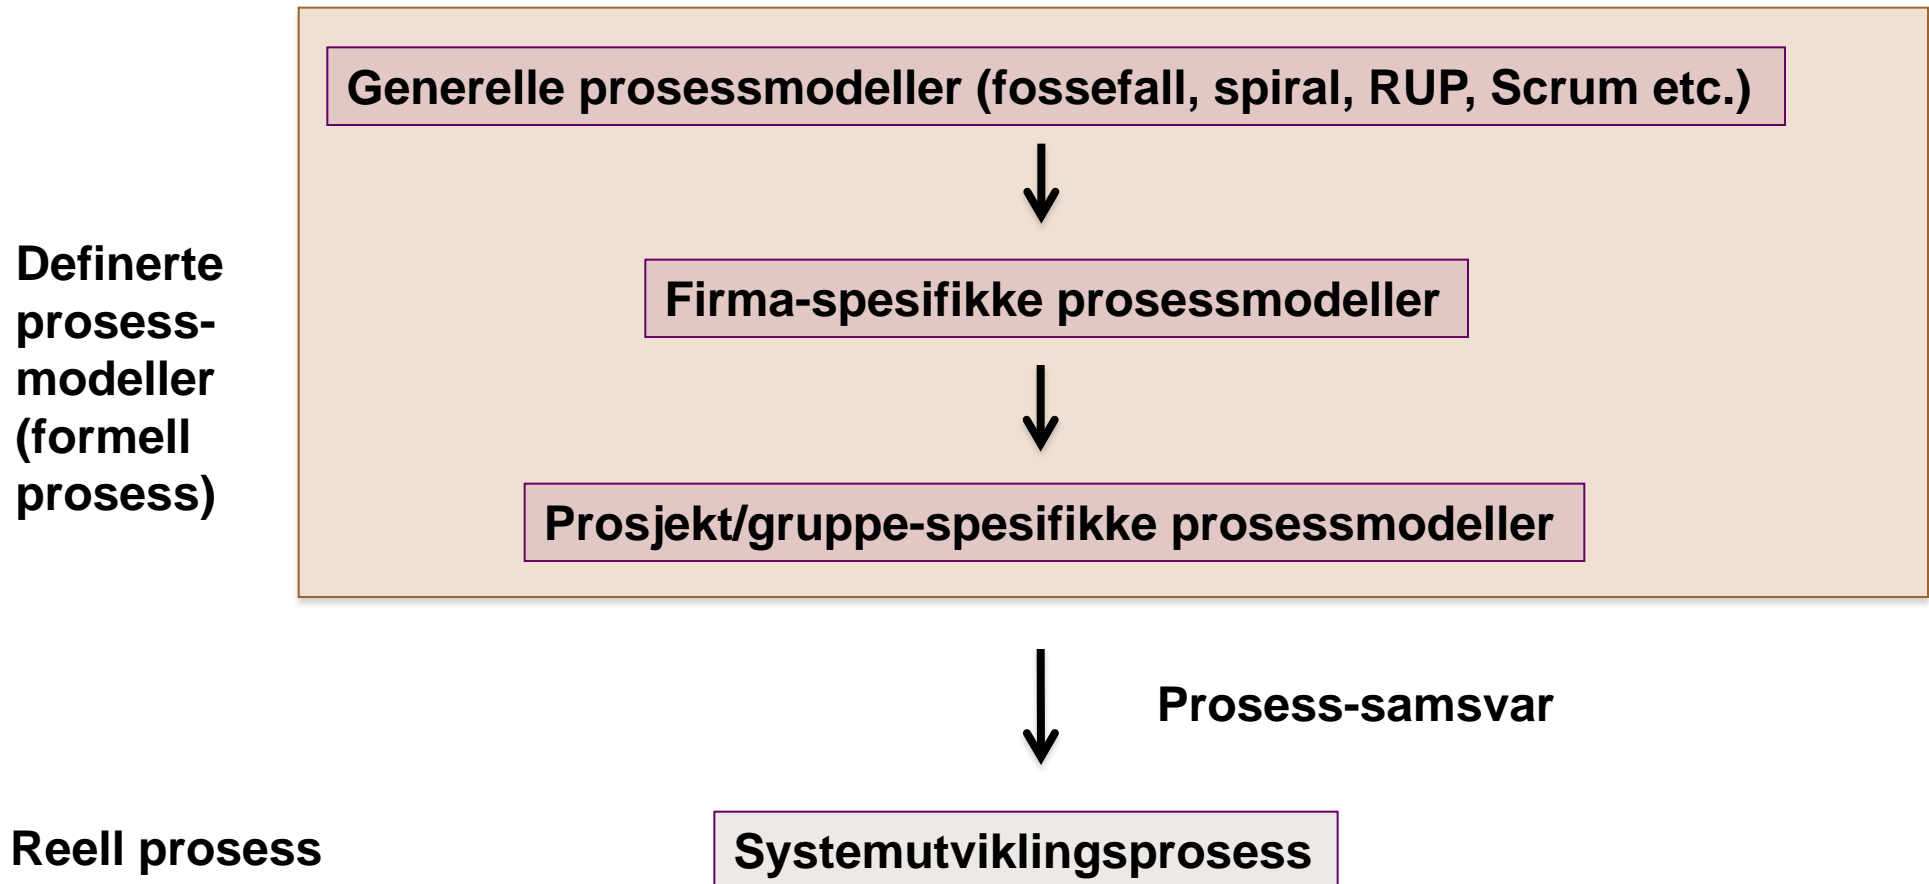 Generelle prosessmodeller (fossefall, spiral, RUP, Scrum etc.)
Definerte
prosess-
modeller
(formell
prosess)
Firma-spesifikke prosessmodeller
Prosjekt/gruppe-spesifikke prosessmodeller
Prosess-samsvar
Reell prosess
Systemutviklingsprosess